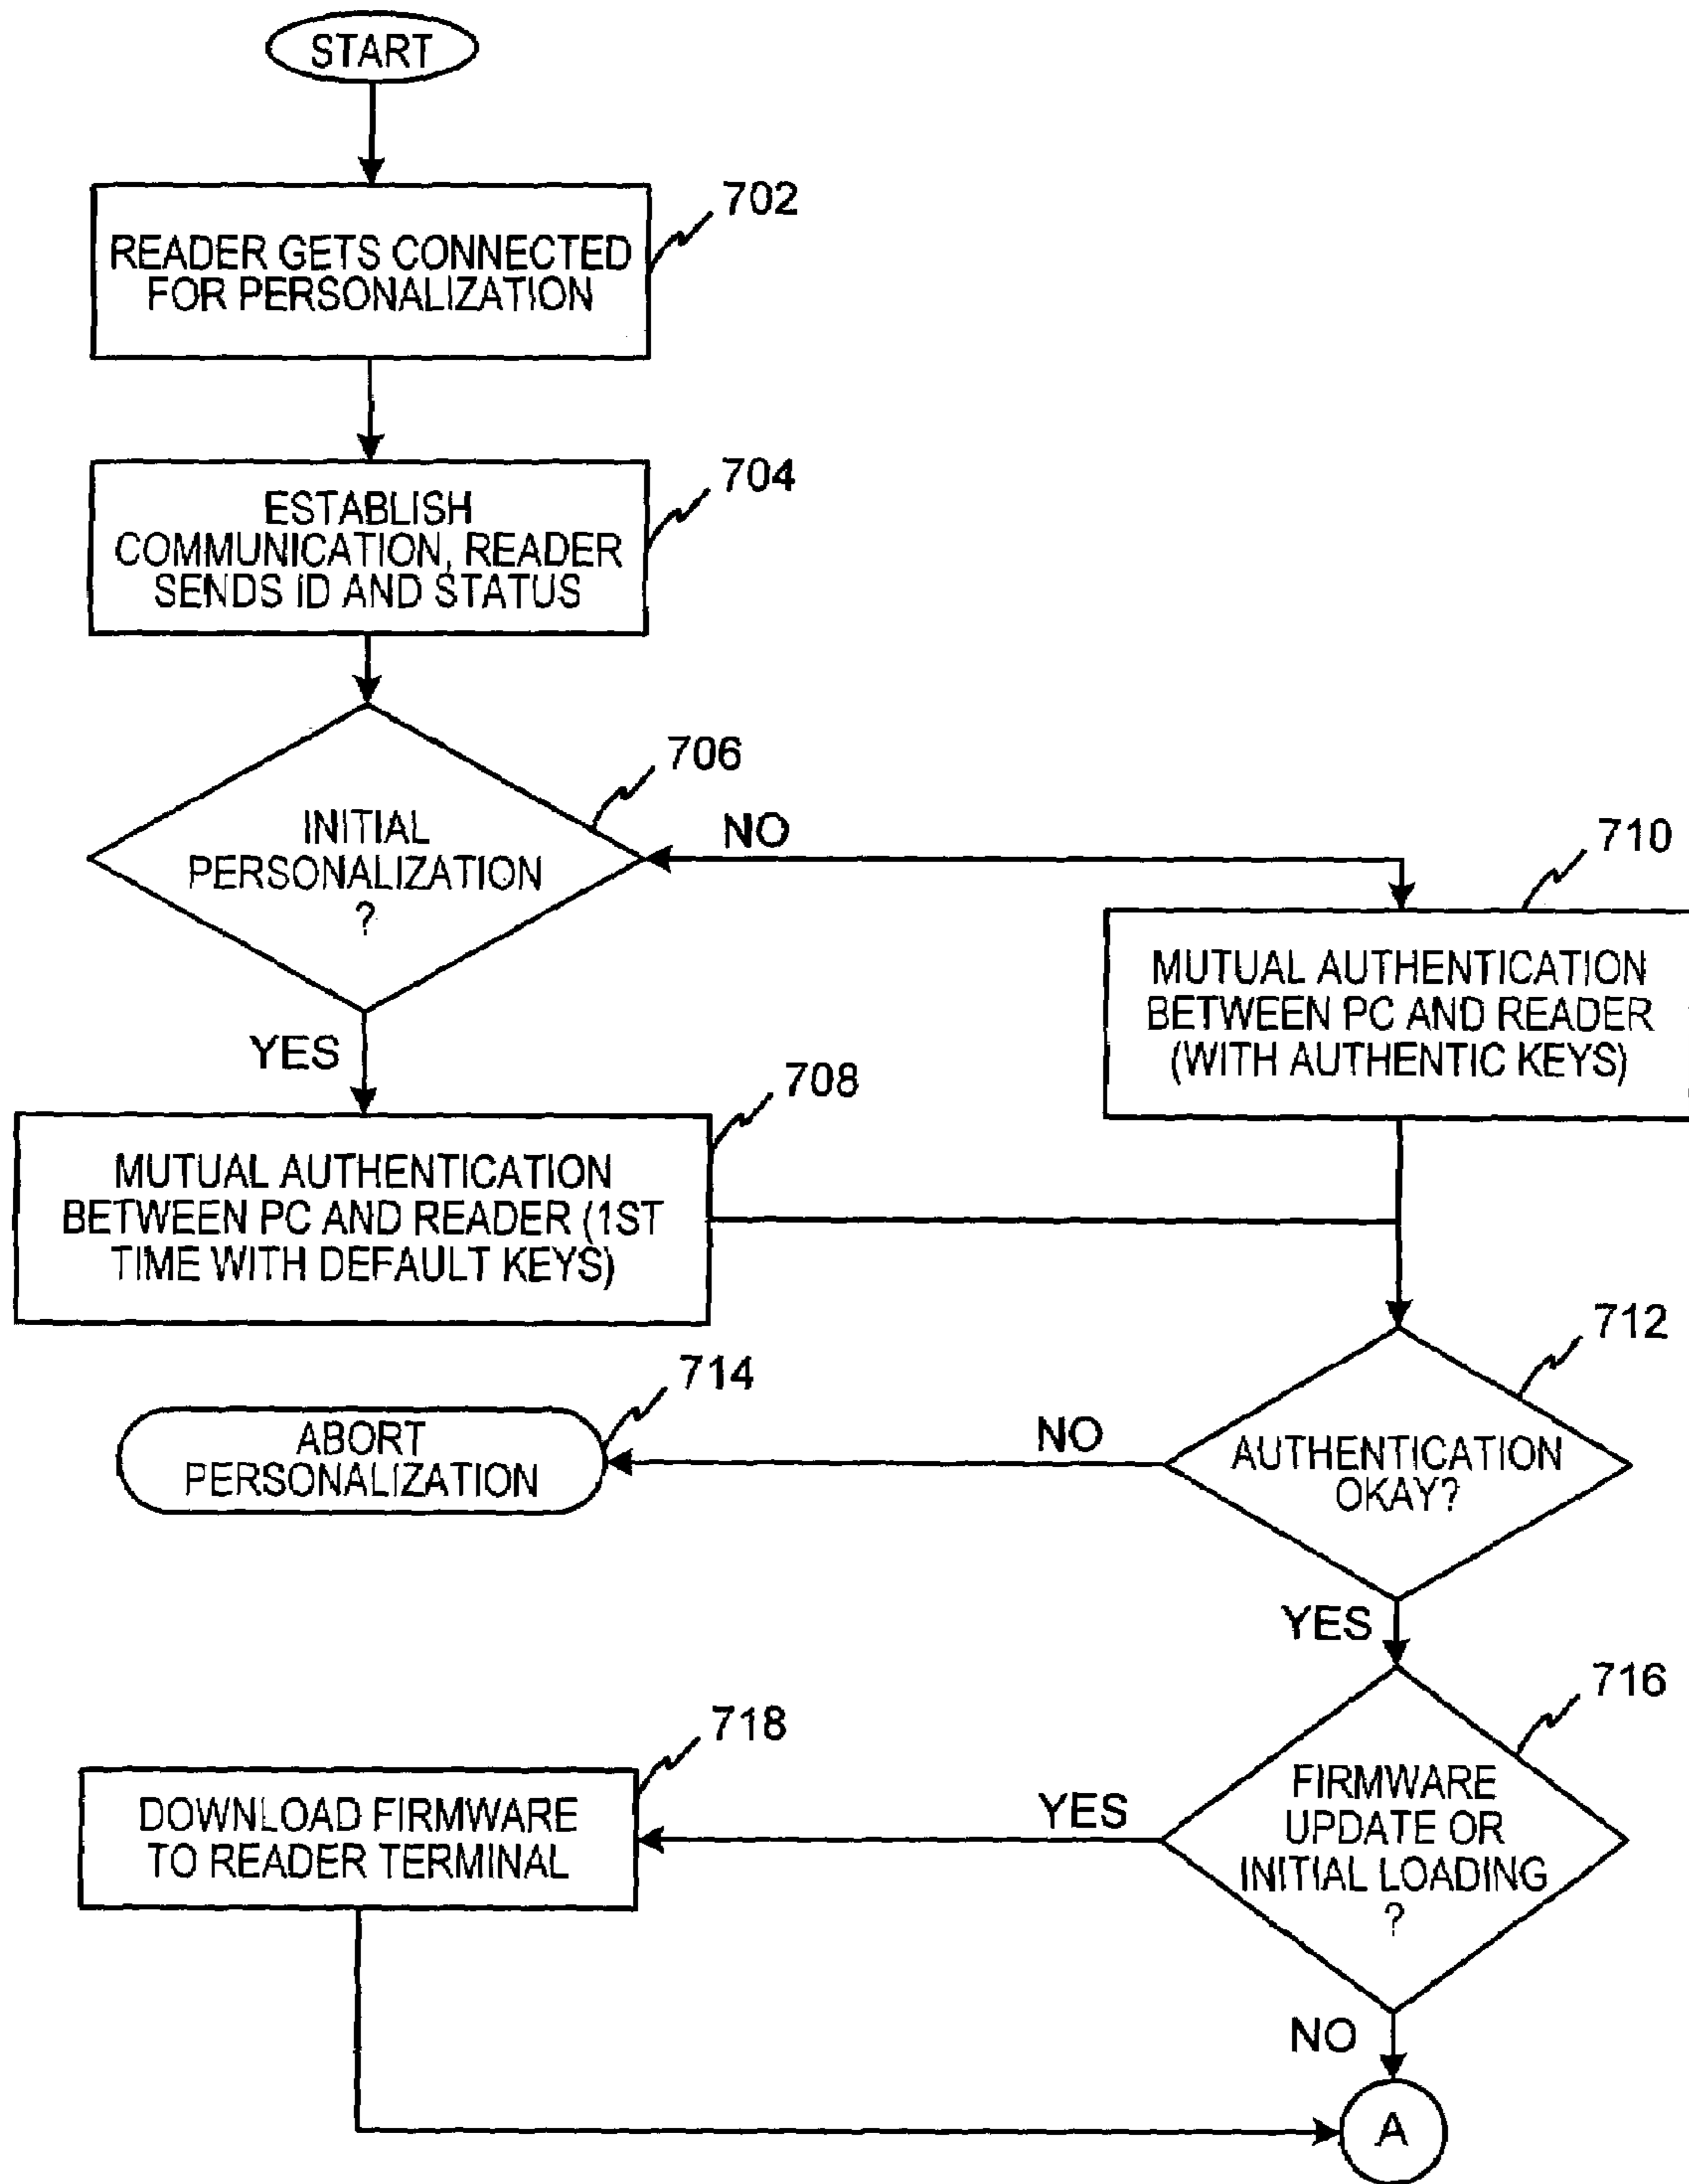 START
702
READER GETS CONNECTED
FOR PERSONALIZATION
704
ESTABLISH
COMMUNICATION, READER
SENDS ID AND STATUS
706
INITIAL
PERSONALIZATION
?
NO
710
MUTUAL AUTHENTICATION
BETWEEN PC AND READER
(WITH AUTHENTIC KEYS)
YES
708
MUTUAL AUTHENTICATION
BETWEEN PC AND READER (1ST
TIME WITH DEFAULT KEYS)
712
AUTHENTICATION
OKAY?
NO
714
ABORT
PERSONALIZATION
YES
716
FIRMWARE
UPDATE OR
INITIAL LOADING
?
YES
718
DOWNLOAD FIRMWARE
TO READER TERMINAL
NO
A